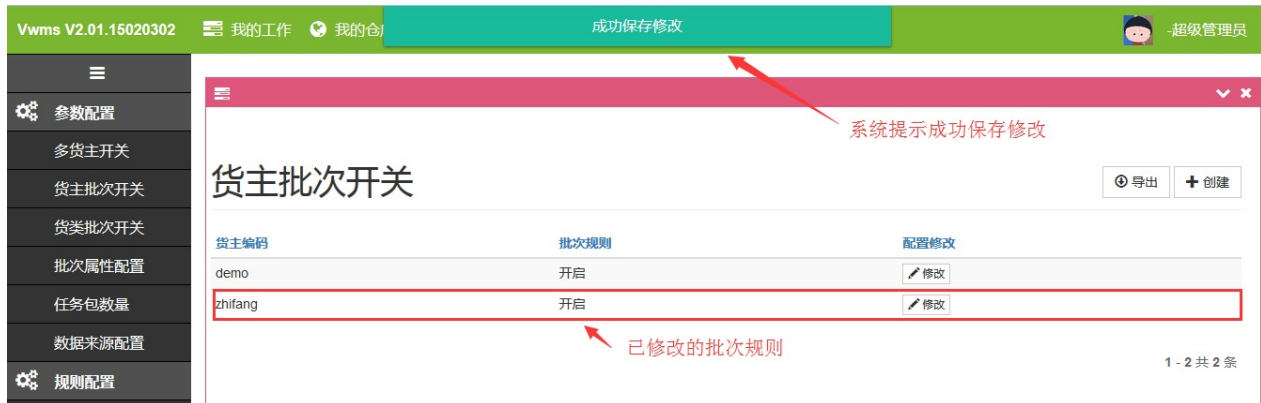 Vwms V2.01.15020302 我的工作 我的仓 成功保存修改 -超级管理员
参数配置
系统提示成功保存修改
多货主开关
货主批次开关
货主批次开关 导出 创建
货类批次开关
货主编码 批次规则 配置修改
批次属性配置
demo 开启 修改
任务包数量
zhifang 开启 修改
数据来源配置
已修改的批次规则
1 - 2 共 2 条
规则配置